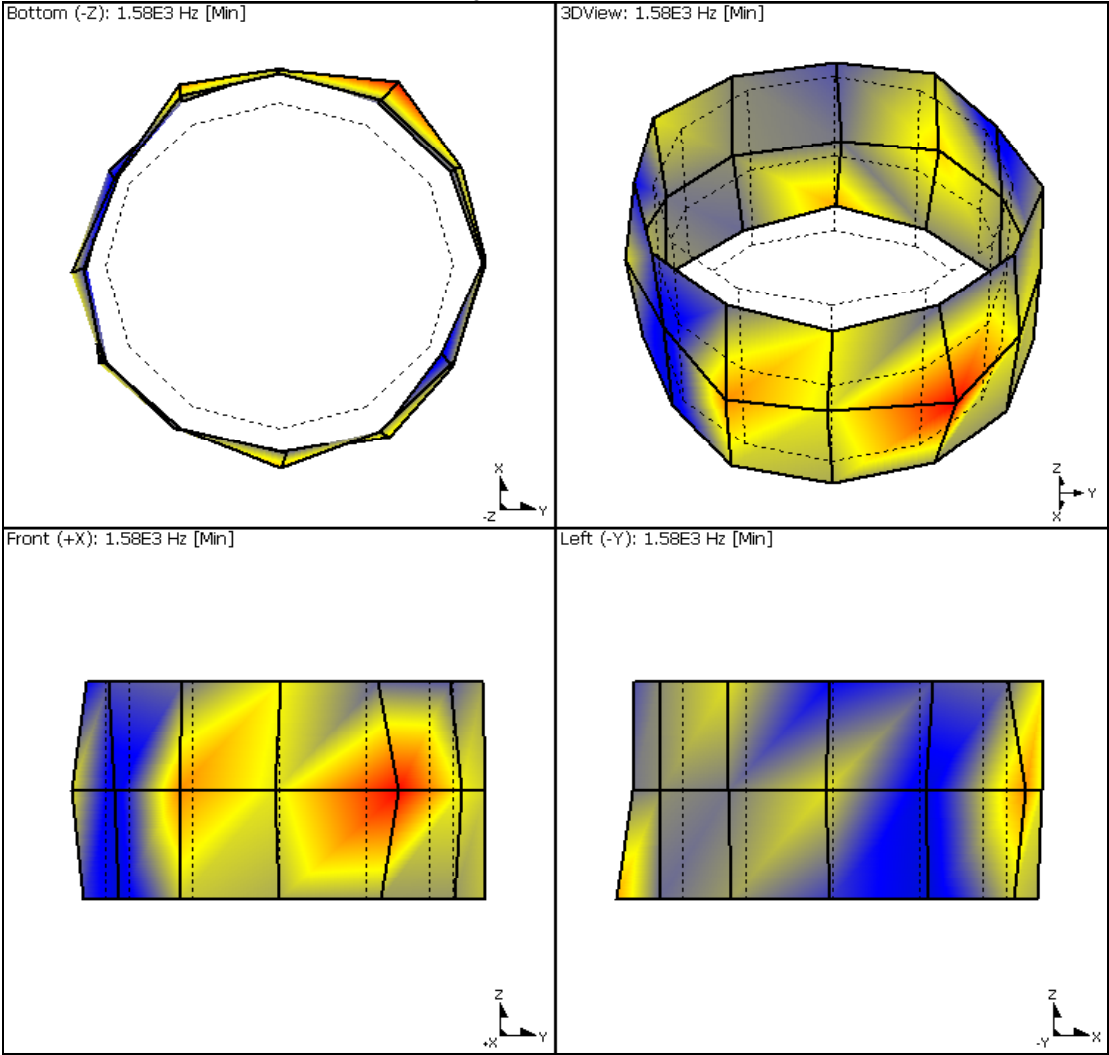 Bottom (-Z): 1.58E3 Hz [Min]
3DView: 1.58E3 Hz [Min]
X
-Z
Y
Z
Y
X
Front (+X): 1.58E3 Hz [Min]
Left (-Y): 1.58E3 Hz [Min]
Z
+X
Y
Z
-Y
X